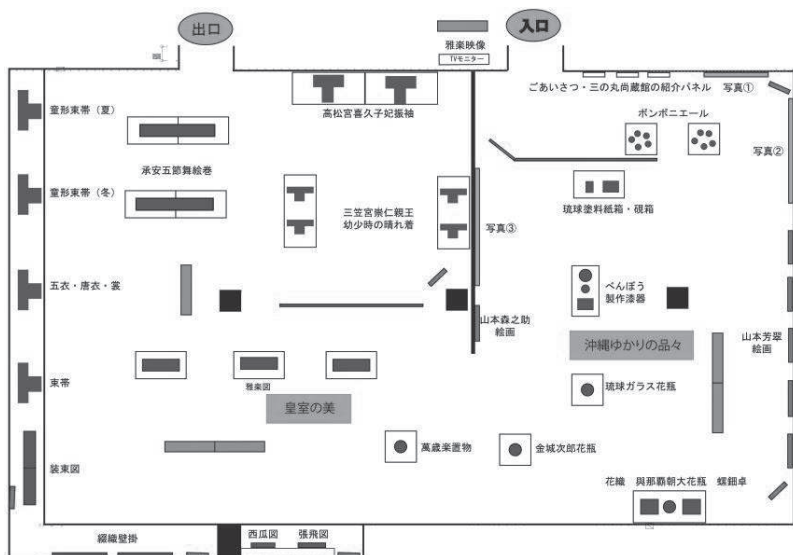 出口
入口
雅楽映像
TVモニター
ごあいさつ・三の丸尚蔵館の紹介パネル
写真①
童形束帯（夏）
高松宮喜久子妃振袖
ボンボニエール
写真②
承安五節舞絵巻
童形束帯（冬）
三笠宮崇仁親王
幼少時の晴れ着
写真③
琉球塗料紙箱・硯箱
五衣・唐衣・裳
べんぼう
製作漆器
山本森之助
絵画
沖縄ゆかりの品々
山本芳翠
絵画
束帯
雅楽図
琉球ガラス花瓶
皇室の美
萬歳楽置物
金城次郎花瓶
装束図
花織　與那覇朝大花瓶　螺鈿卓
綴織壁掛
西瓜図
張飛図